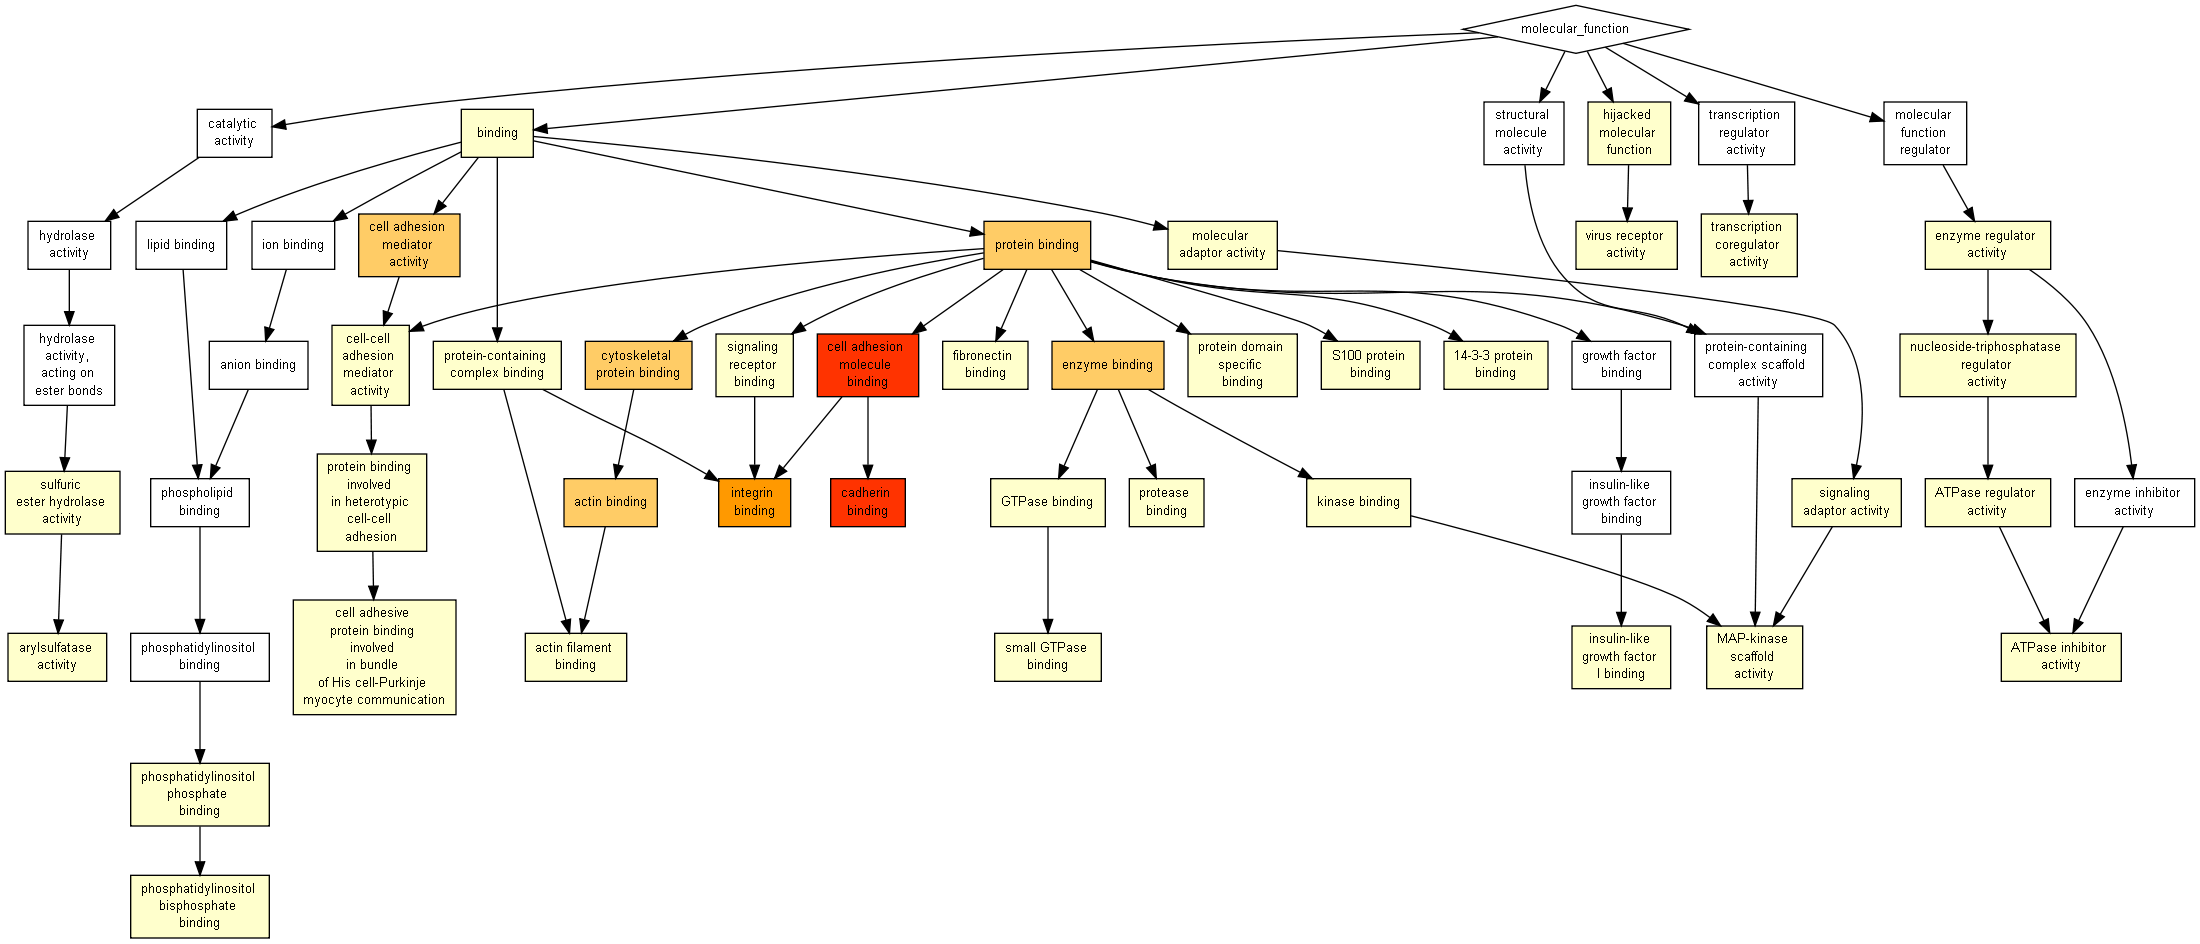 molecular_function
catalytic
activity
binding
structural
molecule
activity
hijacked
molecular
function
transcription
regulator
activity
molecular
function
regulator
hydrolase
activity
lipid binding
ion binding
cell adhesion
mediator
activity
protein binding
molecular
adaptor activity
virus receptor
activity
transcription
coregulator
activity
enzyme regulator
activity
hydrolase
activity,
acting on
ester bonds
anion binding
cell-cell
adhesion
mediator
activity
protein-containing
complex binding
cytoskeletal
protein binding
signaling
receptor
binding
cell adhesion
molecule
binding
fibronectin
binding
enzyme binding
protein domain
specific
binding
S100 protein
binding
14-3-3 protein
binding
growth factor
binding
protein-containing
complex scaffold
activity
nucleoside-triphosphatase
regulator
activity
sulfuric
ester hydrolase
activity
phospholipid
binding
protein binding
involved
in heterotypic
cell-cell
adhesion
actin binding
integrin
binding
cadherin
binding
GTPase binding
protease
binding
kinase binding
insulin-like
growth factor
binding
signaling
adaptor activity
ATPase regulator
activity
enzyme inhibitor
activity
arylsulfatase
activity
phosphatidylinositol
binding
cell adhesive
protein binding
involved
in bundle
of His cell-Purkinje
myocyte communication
actin filament
binding
small GTPase
binding
insulin-like
growth factor
I binding
MAP-kinase
scaffold
activity
ATPase inhibitor
activity
phosphatidylinositol
phosphate
binding
phosphatidylinositol
bisphosphate
binding